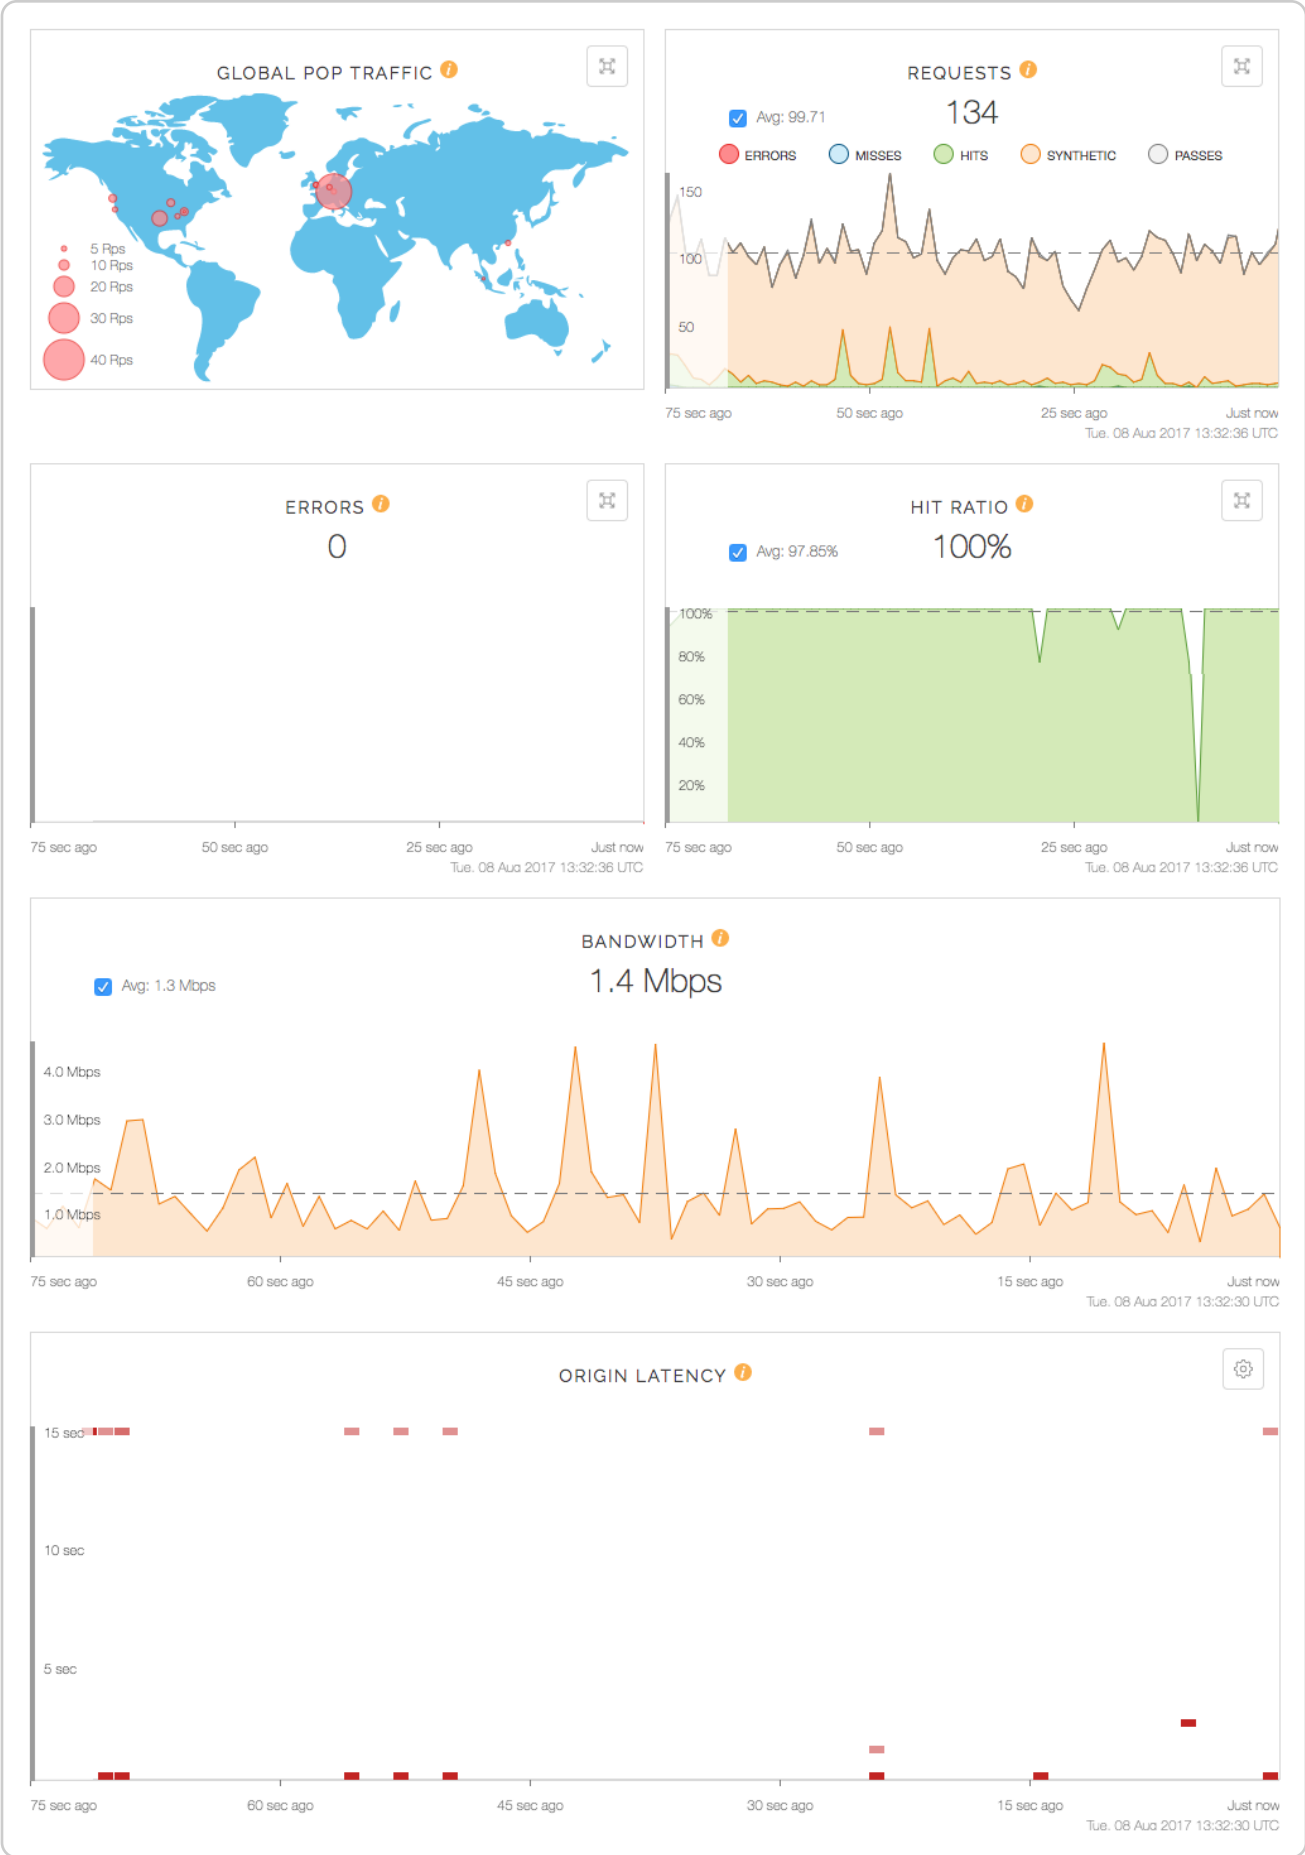 GLOBAL POP TRAFFIC i
5 Rps
10 Rps
20 Rps
30 Rps
40 Rps
REQUESTS i
Avg: 99.71
134
ERRORS MISSES HITS SYNTHETIC PASSES
150
100
50
75 sec ago 50 sec ago 25 sec ago Just now
Tue, 08 Aug 2017 13:32:36 UTC
ERRORS i
0
75 sec ago 50 sec ago 25 sec ago Just now
Tue, 08 Aug 2017 13:32:36 UTC
HIT RATIO i
Avg: 97.85%
100%
100%
80%
60%
40%
20%
75 sec ago 50 sec ago 25 sec ago Just now
Tue, 08 Aug 2017 13:32:36 UTC
BANDWIDTH i
1.4 Mbps
Avg: 1.3 Mbps
4.0 Mbps
3.0 Mbps
2.0 Mbps
1.0 Mbps
75 sec ago 60 sec ago 45 sec ago 30 sec ago 15 sec ago Just now
Tue, 08 Aug 2017 13:32:30 UTC
ORIGIN LATENCY i
15 sec
10 sec
5 sec
75 sec ago 60 sec ago 45 sec ago 30 sec ago 15 sec ago Just now
Tue, 08 Aug 2017 13:32:30 UTC